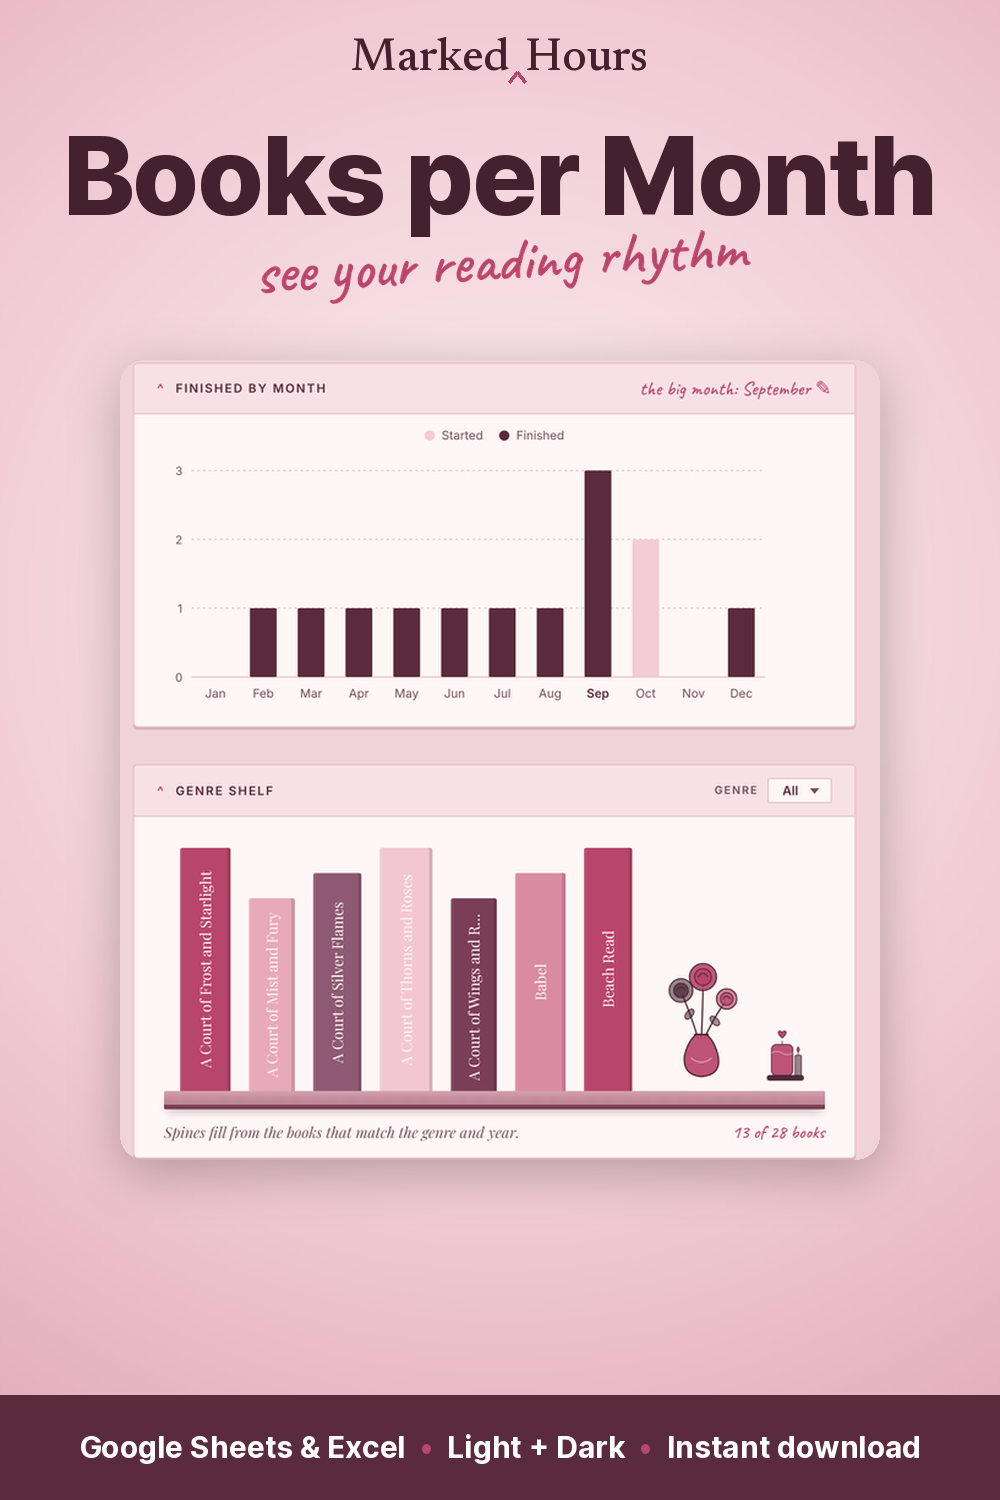 Marked Hours
^
Books per Month
see your reading rhythm
^ FINISHED BY MONTH
the big month: September ✎
Started Finished
3
2
1
0
Jan Feb Mar Apr May Jun Jul Aug Sep Oct Nov Dec
^ GENRE SHELF
GENRE All
A Court of Frost and Starlight
A Court of Mist and Fury
A Court of Silver Flames
A Court of Thorns and Roses
A Court of Wings and R...
Babel
Beach Read
Spines fill from the books that match the genre and year.
13 of 28 books
Google Sheets & Excel • Light + Dark • Instant download